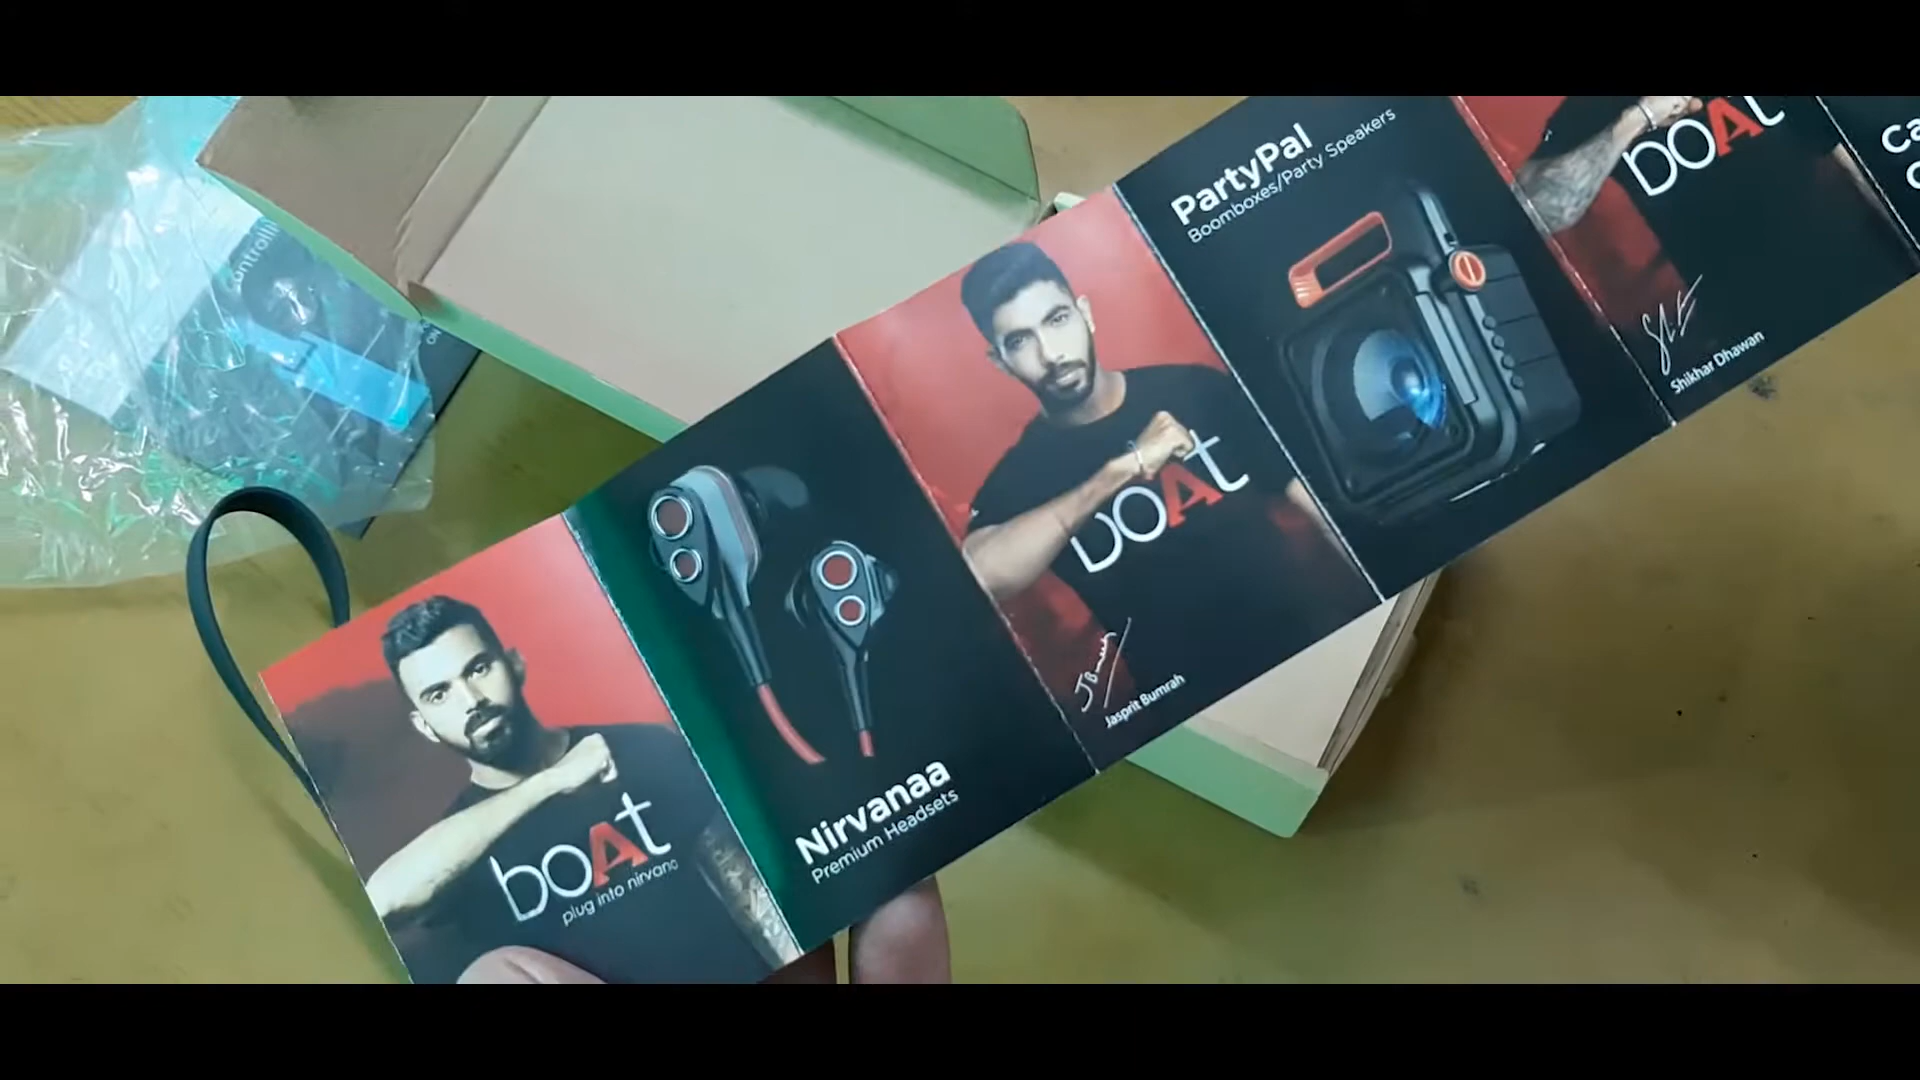 boAt
plug into nirvana
Nirvanaa
Premium Headsets
boAt
Jasprit Bumrah
PartyPal
Boomboxes/Party Speakers
boAt
Shikhar Dhawan